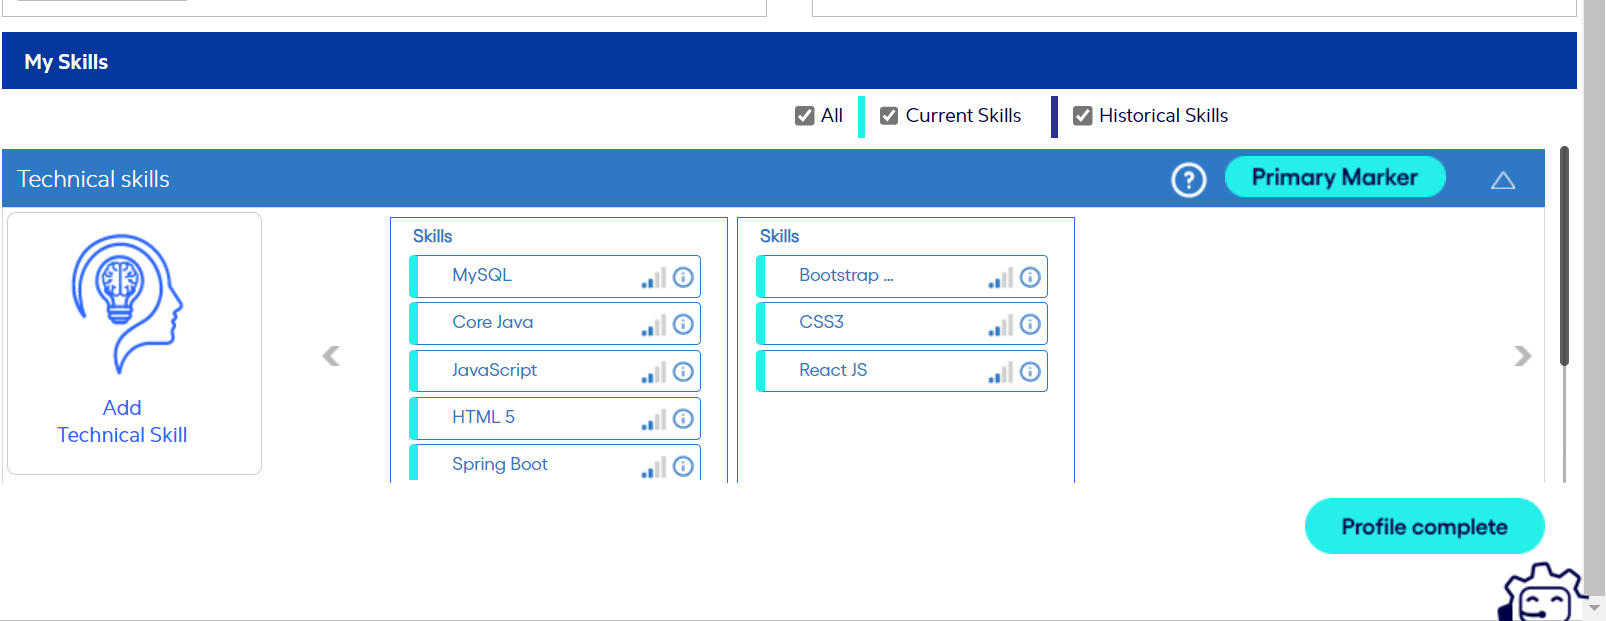 My Skills
All
Current Skills
Historical Skills
Technical skills
?
Primary Marker
Add
Technical Skill
Skills
MySQL
Core Java
JavaScript
HTML 5
Spring Boot
Skills
Bootstrap ...
CSS3
React JS
Profile complete